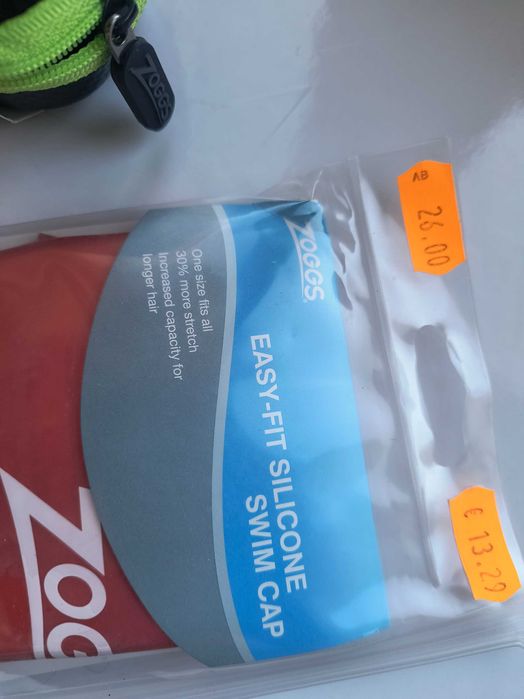 ZOGGS
AB
26.00
ZOGGS
One size fits all
30% more stretch
Increased capacity for
longer hair
EASY-FIT SILICONE
SWIM CAP
€ 13.29
ZOGG